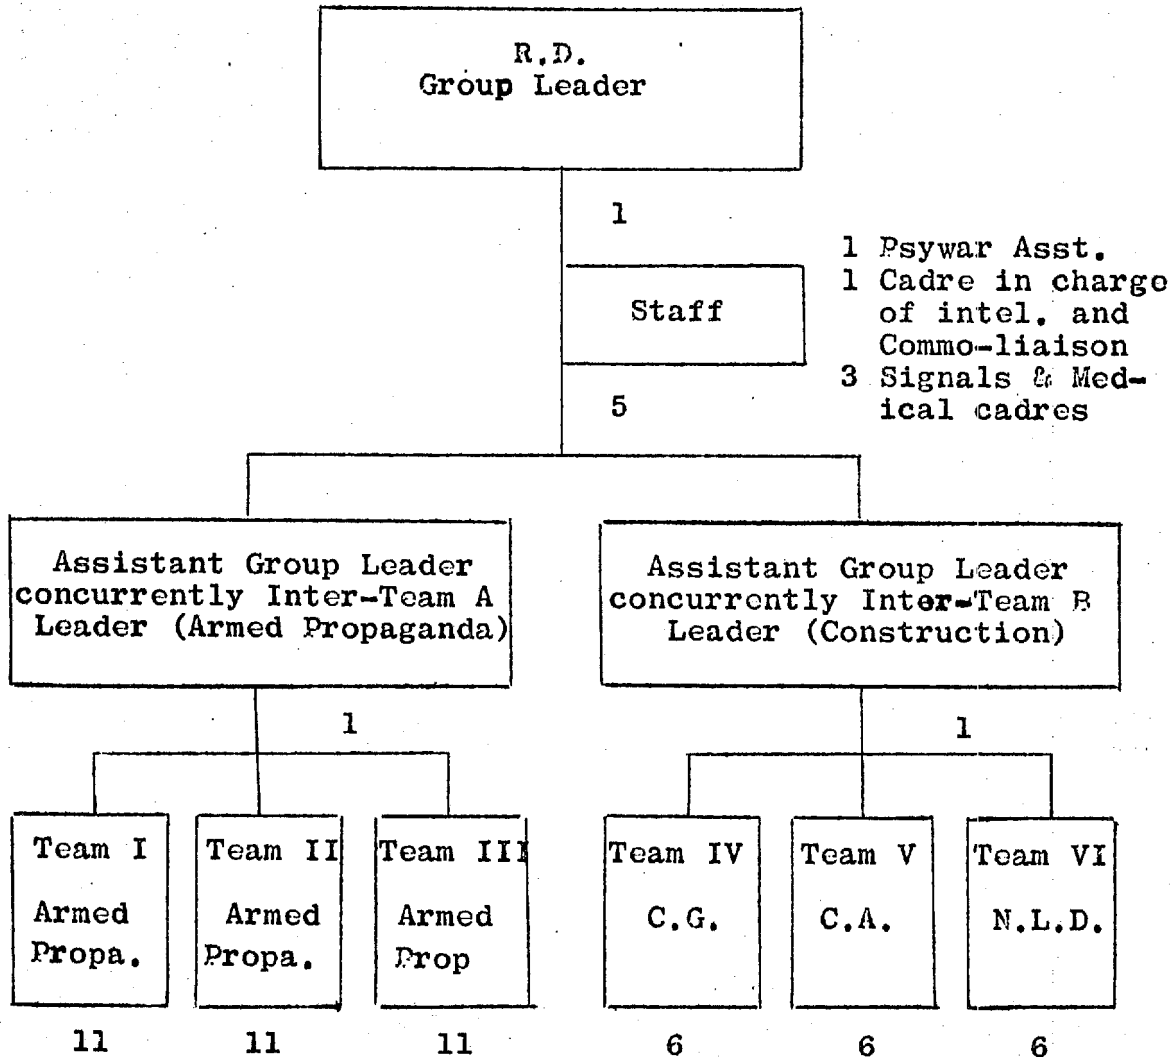 R.D.
Group Leader
1
Staff
1 Psywar Asst.
1 Cadre in charge
of intel. and
Commo-liaison
3 Signals & Med-
ical cadres
5
Assistant Group Leader
concurrently Inter-Team A
Leader (Armed Propaganda)
1
Assistant Group Leader
concurrently Inter-Team B
Leader (Construction)
1
Team I
Armed
Propa.
11
Team II
Armed
Propa.
11
Team III
Armed
Prop
11
Team IV
C.G.
6
Team V
C.A.
6
Team VI
N.L.D.
6